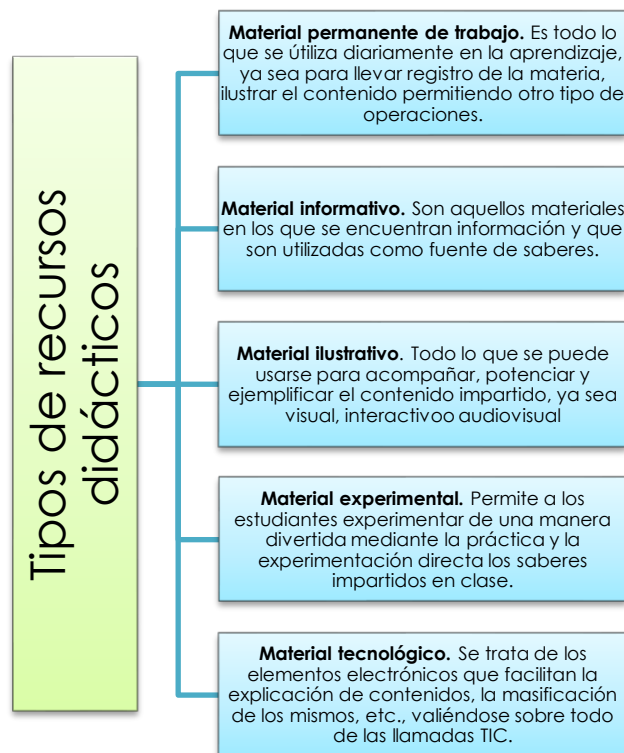 Tipos de recursos
didácticos
Material permanente de trabajo. Es todo lo
que se útiliza diariamente en la aprendizaje,
ya sea para llevar registro de la materia,
ilustrar el contenido permitiendo otro tipo de
operaciones.
Material informativo. Son aquellos materiales
en los que se encuentran información y que
son utilizadas como fuente de saberes.
Material ilustrativo. Todo lo que se puede
usarse para acompañar, potenciar y
ejemplificar el contenido impartido, ya sea
visual, interactivoo audiovisual
Material experimental. Permite a los
estudiantes experimentar de una manera
divertida mediante la práctica y la
experimentación directa los saberes
impartidos en clase.
Material tecnológico. Se trata de los
elementos electrónicos que facilitan la
explicación de contenidos, la masificación
de los mismos, etc., valiéndose sobre todo
de las llamadas TIC.